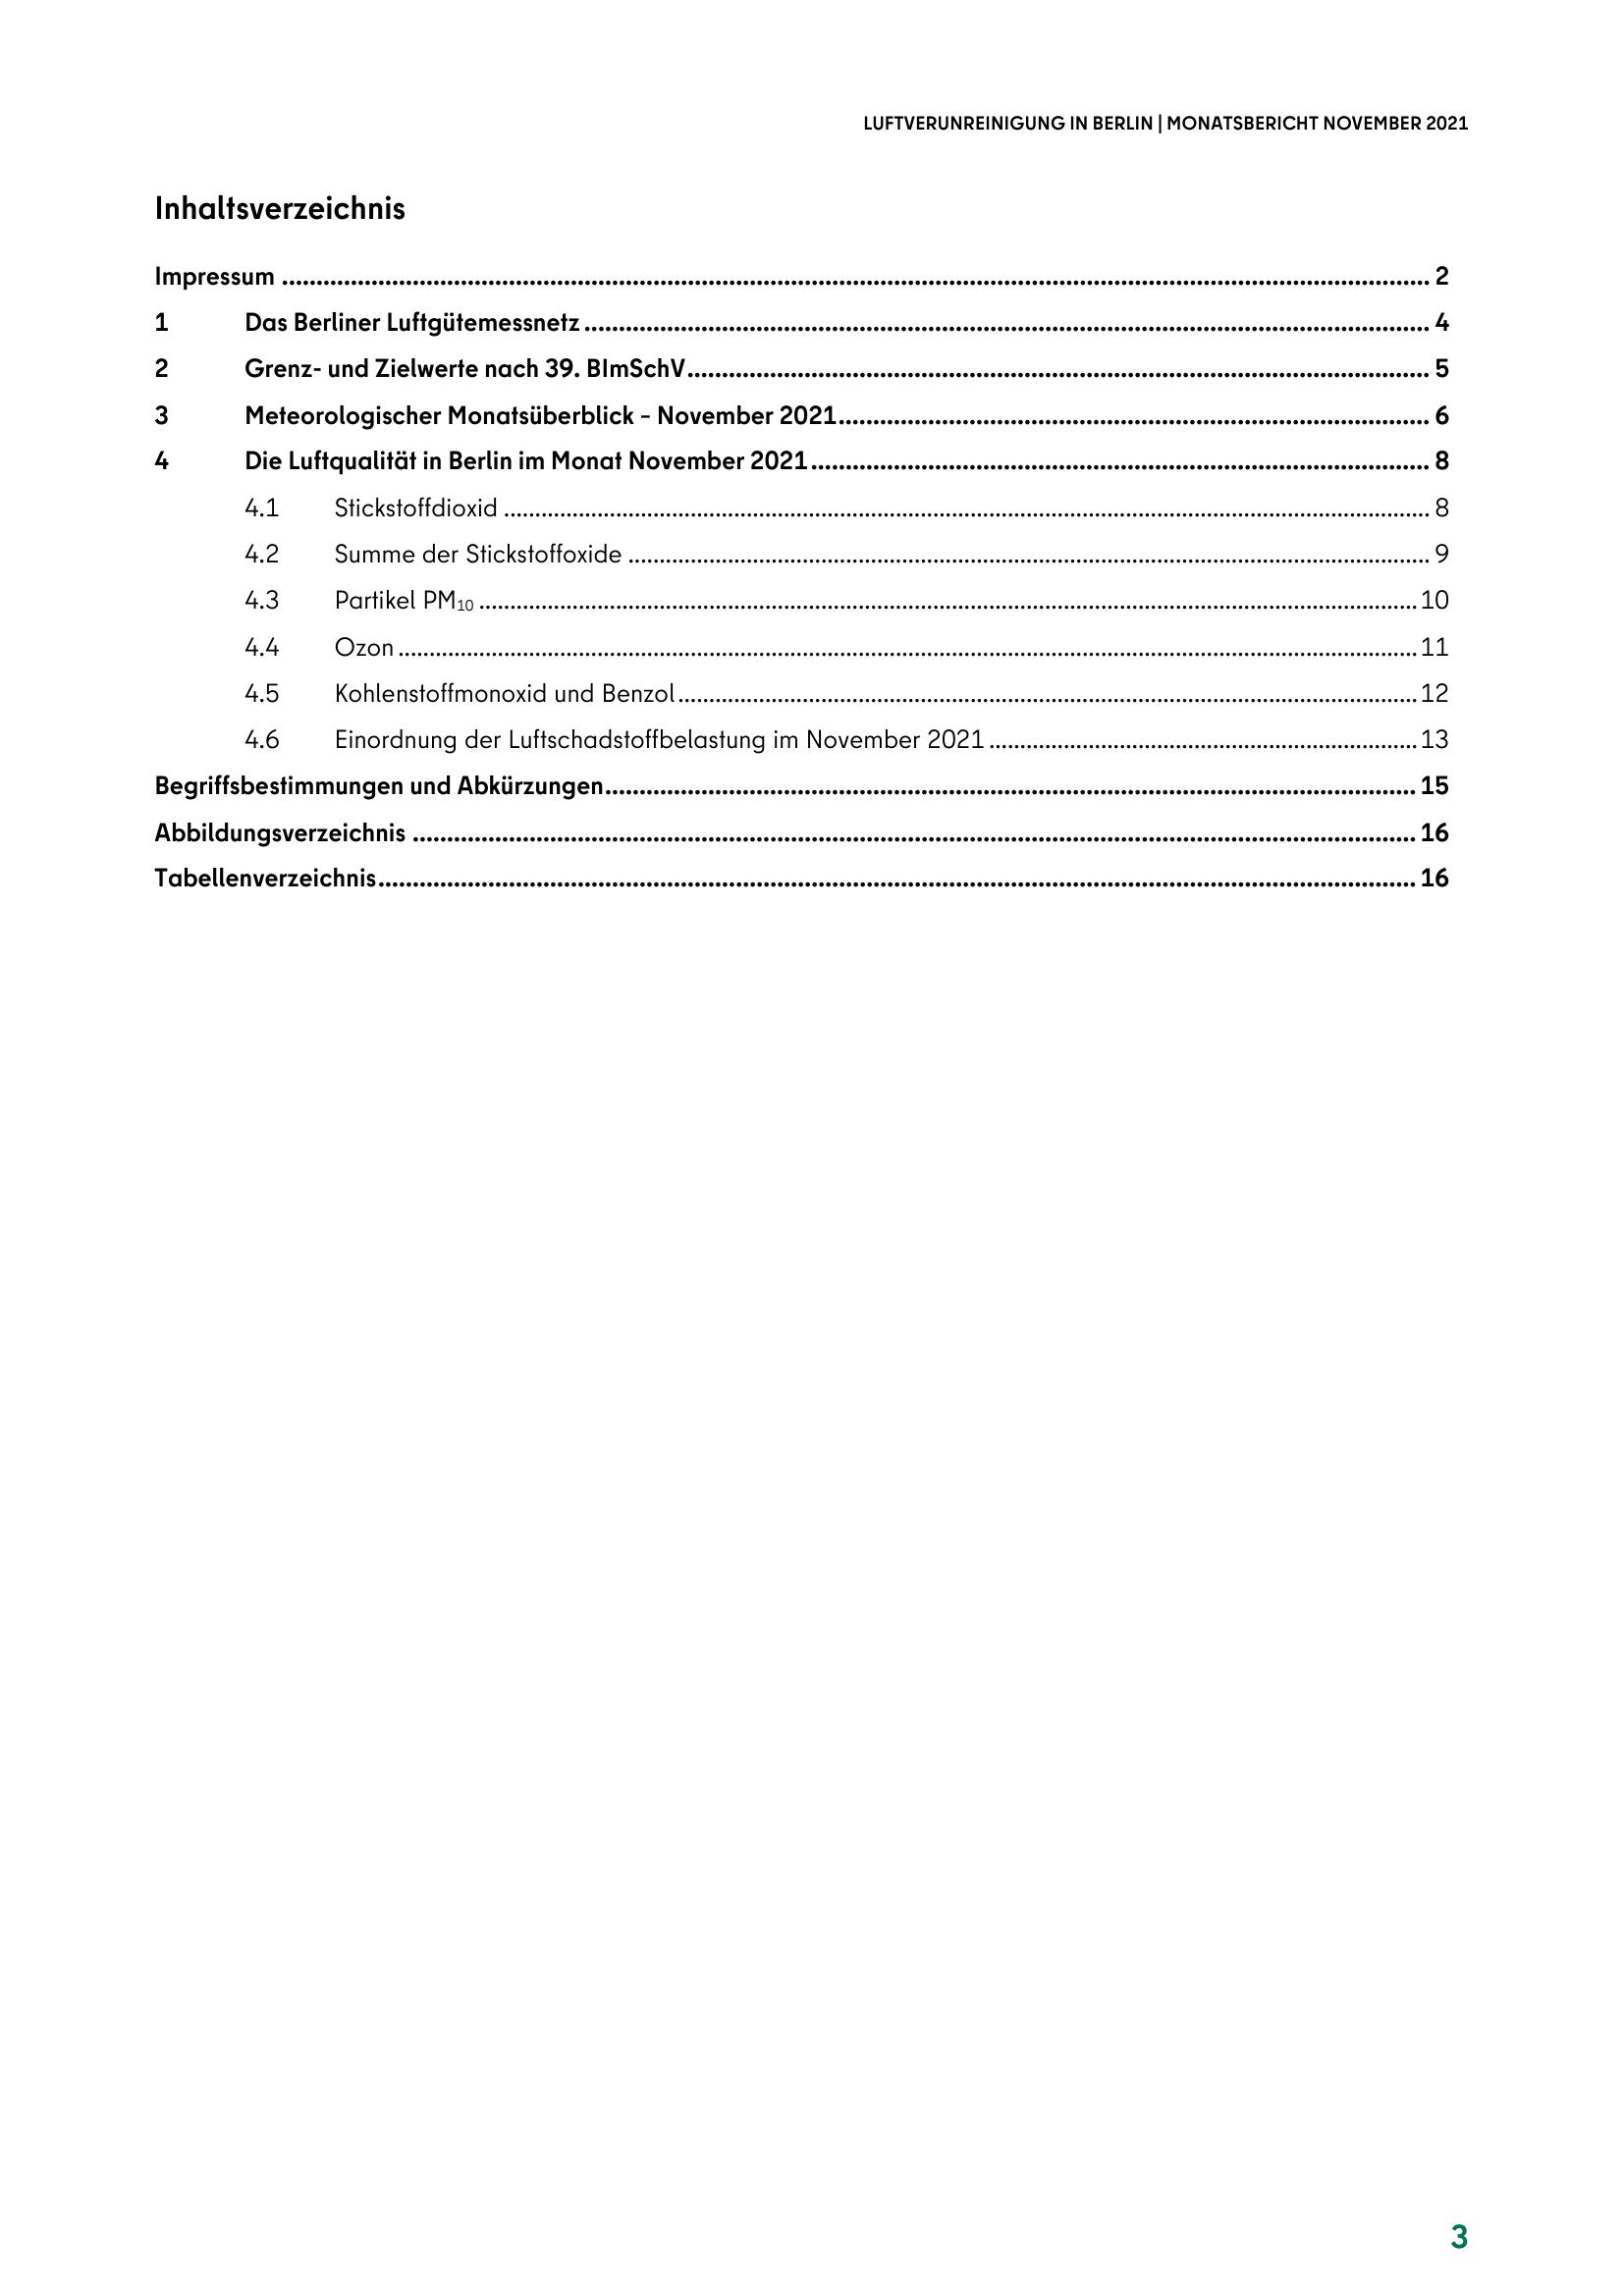 LUFTVERUNREINIGUNG IN BERLIN | MONATSBERICHT NOVEMBER 2021
Inhaltsverzeichnis
Impressum ........ 2
1 Das Berliner Luftgütemessnetz ........ 4
2 Grenz- und Zielwerte nach 39. BImSchV ........ 5
3 Meteorologischer Monatsüberblick – November 2021 ........ 6
4 Die Luftqualität in Berlin im Monat November 2021 ........ 8
4.1 Stickstoffdioxid ........ 8
4.2 Summe der Stickstoffoxide ........ 9
4.3 Partikel PM₁₀ ........ 10
4.4 Ozon ........ 11
4.5 Kohlenstoffmonoxid und Benzol ........ 12
4.6 Einordnung der Luftschadstoffbelastung im November 2021 ........ 13
Begriffsbestimmungen und Abkürzungen ........ 15
Abbildungsverzeichnis ........ 16
Tabellenverzeichnis ........ 16
3